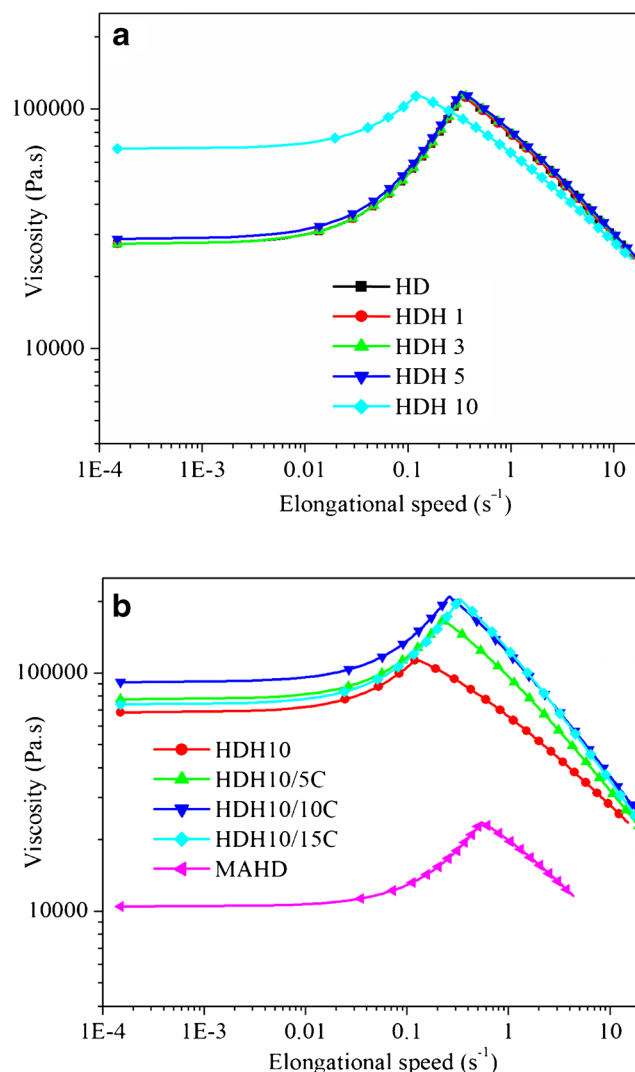 a
Viscosity (Pa.s)
100000
10000
HD
HDH 1
HDH 3
HDH 5
HDH 10
1E-4 1E-3 0.01 0.1 1 10
Elongational speed (s⁻¹)
b
Viscosity (Pa.s)
100000
10000
HDH10
HDH10/5C
HDH10/10C
HDH10/15C
MAHD
1E-4 1E-3 0.01 0.1 1 10
Elongational speed (s⁻¹)